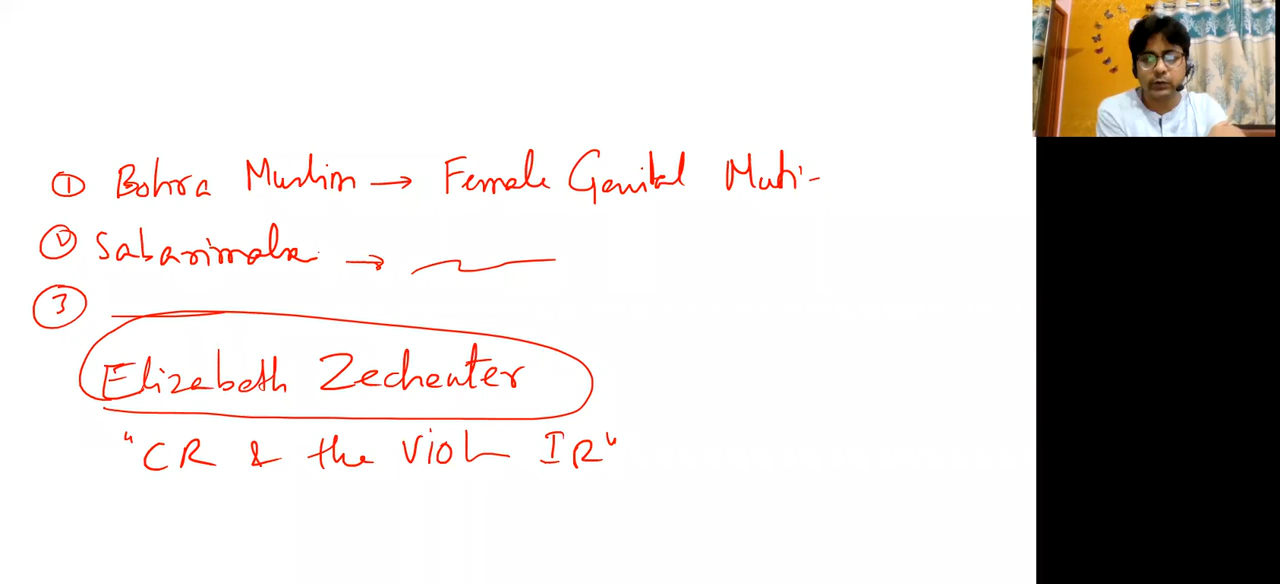 ① Bohra Muslim → Female Genital Muti-
② Sabarimala →
③
Elizabeth Zechenter
"CR & the Viol IR"